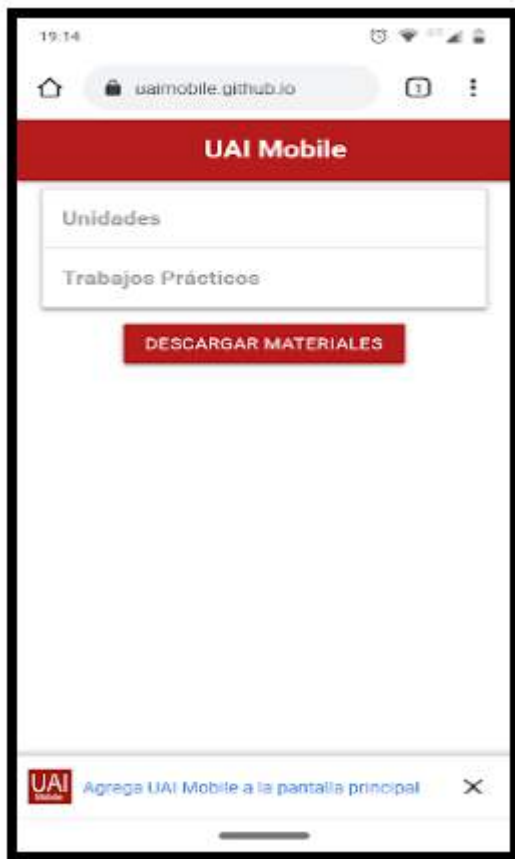 19:14
uaimobile.github.io
1
UAI Mobile
Unidades
Trabajos Prácticos
DESCARGAR MATERIALES
UAI
Mobile
Agrega UAI Mobile a la pantalla principal